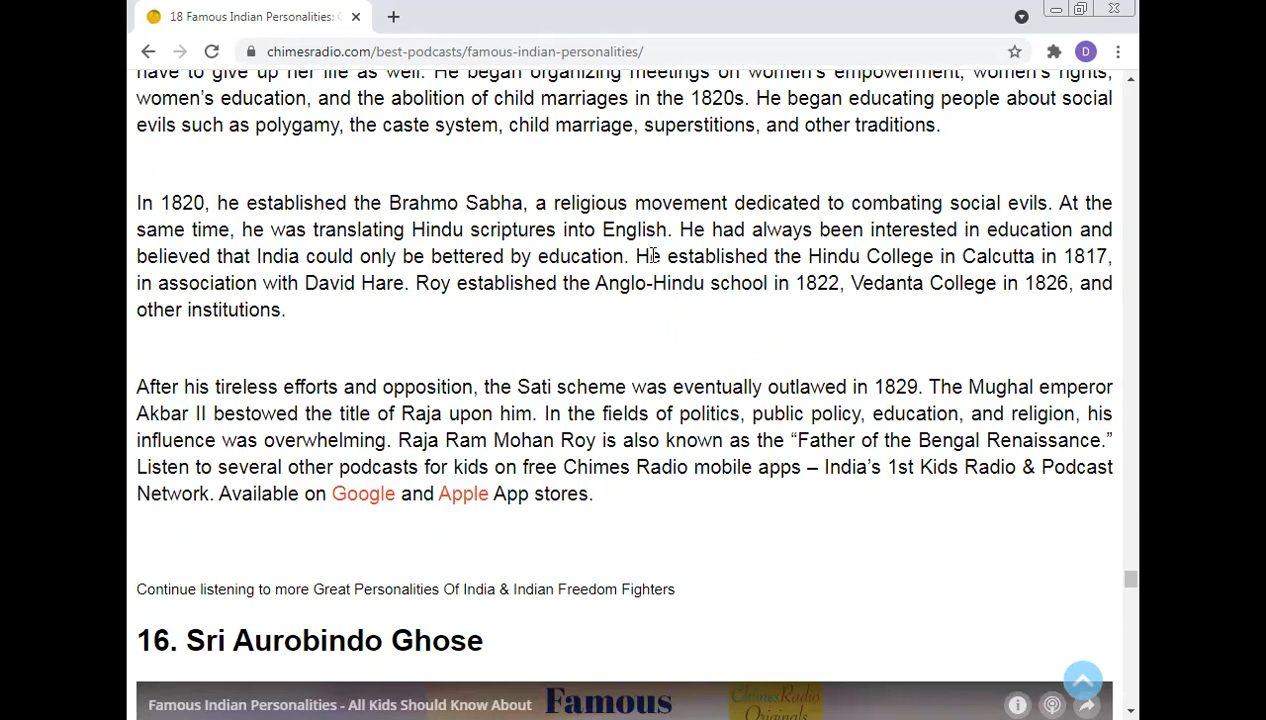 18 Famous Indian Personalities: G
chimesradio.com/best-podcasts/famous-indian-personalities/
D
have to give up her life as well. He began organizing meetings on women's empowerment, women's rights,
women's education, and the abolition of child marriages in the 1820s. He began educating people about social
evils such as polygamy, the caste system, child marriage, superstitions, and other traditions.
In 1820, he established the Brahmo Sabha, a religious movement dedicated to combating social evils. At the
same time, he was translating Hindu scriptures into English. He had always been interested in education and
believed that India could only be bettered by education. He established the Hindu College in Calcutta in 1817,
in association with David Hare. Roy established the Anglo-Hindu school in 1822, Vedanta College in 1826, and
other institutions.
After his tireless efforts and opposition, the Sati scheme was eventually outlawed in 1829. The Mughal emperor
Akbar II bestowed the title of Raja upon him. In the fields of politics, public policy, education, and religion, his
influence was overwhelming. Raja Ram Mohan Roy is also known as the “Father of the Bengal Renaissance.”
Listen to several other podcasts for kids on free Chimes Radio mobile apps – India's 1st Kids Radio & Podcast
Network. Available on Google and Apple App stores.
Continue listening to more Great Personalities Of India & Indian Freedom Fighters
16. Sri Aurobindo Ghose
Famous Indian Personalities - All Kids Should Know About
Famous
ChimesRadio
Originals